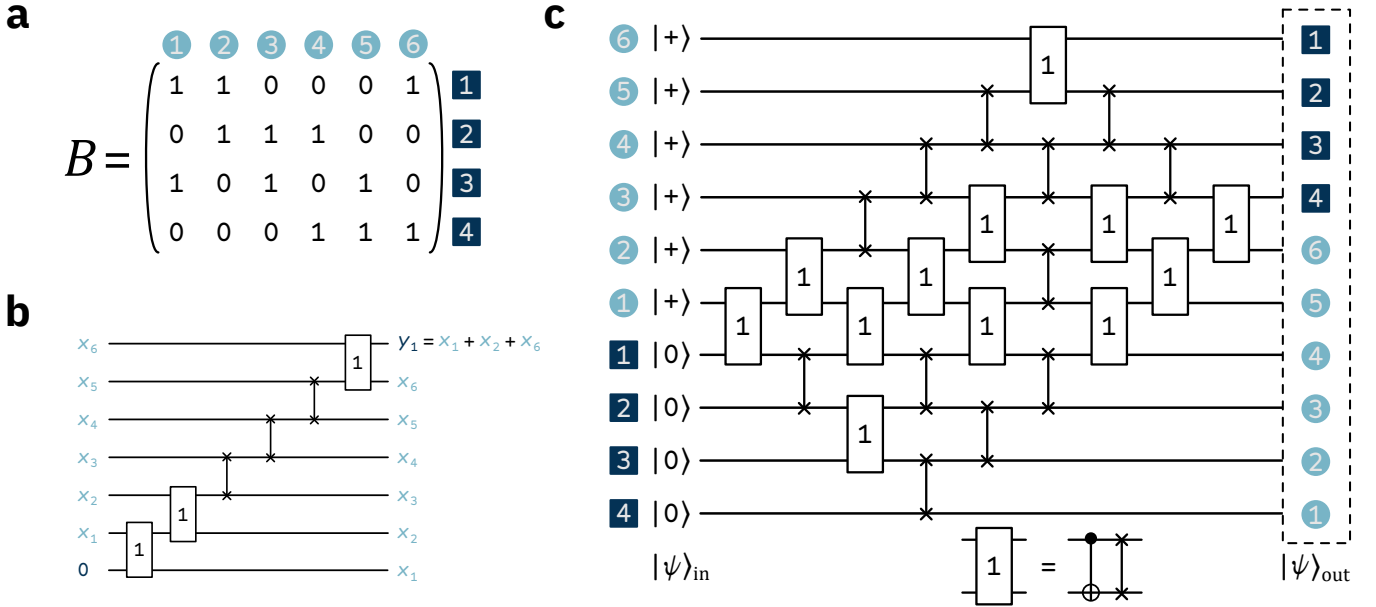 a
1 2 3 4 5 6
B = ( 1 1 0 0 0 1 ) 1
0 1 1 1 0 0 2
1 0 1 0 1 0 3
0 0 0 1 1 1 4
b
x₆ y₁ = x₁ + x₂ + x₆
1
x₅ x₆
x₄ x₅
x₃ x₄
x₂ x₃
1
x₁ x₂
1
0 x₁
c
6 |+⟩ 1
1
5 |+⟩ 2
4 |+⟩ 3
3 |+⟩ 4
1 1 1
2 |+⟩ 6
1 1 1
1 |+⟩ 5
1 1 1 1
1 |0⟩ 4
2 |0⟩ 3
1
3 |0⟩ 2
4 |0⟩ 1
|ψ⟩in 1 = |ψ⟩out